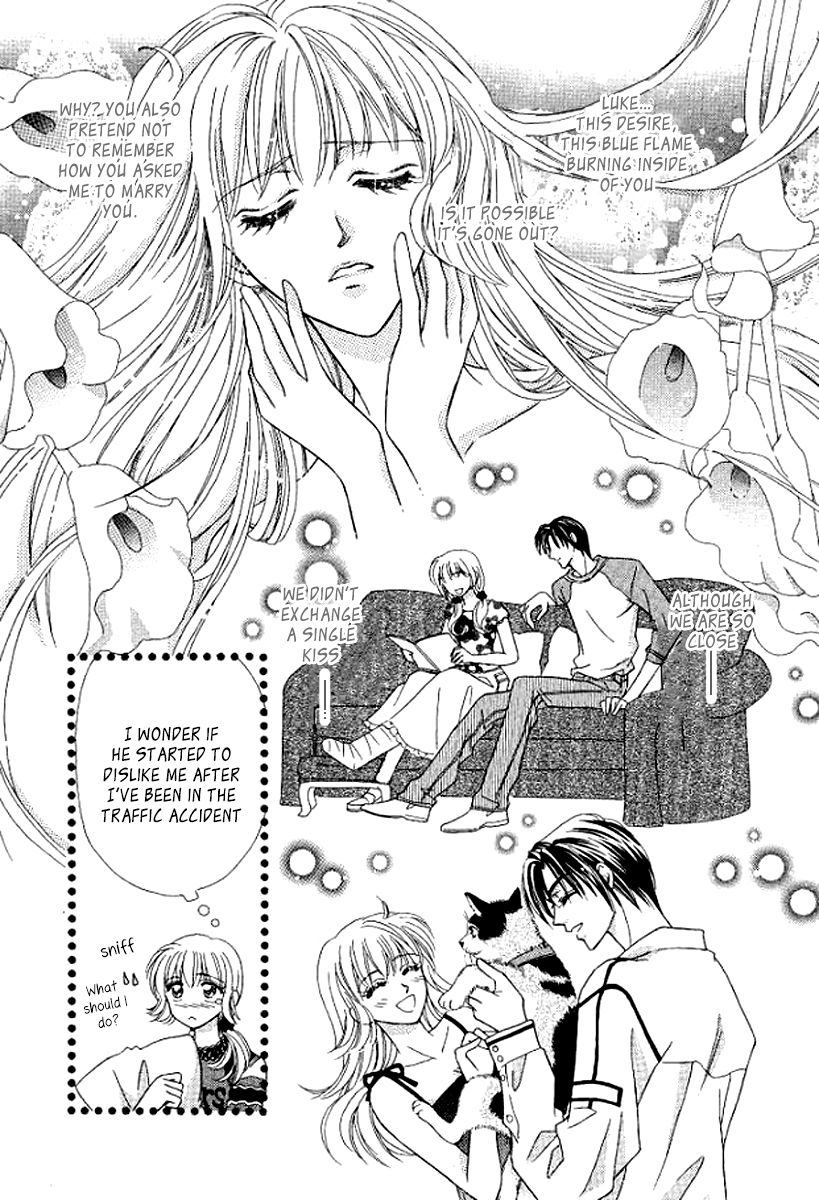 LUKE...
THIS DESIRE,
THIS BLUE FLAME
BURNING INSIDE
OF YOU
IS IT POSSIBLE
IT'S GONE OUT?
WHY? YOU ALSO
PRETEND NOT
TO REMEMBER
HOW YOU ASKED
ME TO MARRY
YOU.
ALTHOUGH
WE ARE SO
CLOSE
WE DIDN'T
EXCHANGE
A SINGLE
KISS
I WONDER IF
HE STARTED TO
DISLIKE ME AFTER
I'VE BEEN IN THE
TRAFFIC ACCIDENT
sniff
What
should I
do?
rs